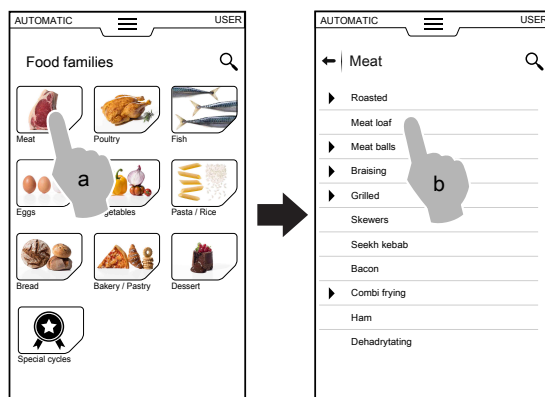 AUTOMATIC USER
Food families
Meat Poultry Fish
a
Eggs getables Pasta / Rice
Bread Bakery / Pastry Dessert
Special cycles
AUTOMATIC USER
Meat
Roasted
Meat loaf
Meat balls
Braising
b
Grilled
Skewers
Seekh kebab
Bacon
Combi frying
Ham
Dehadrytating